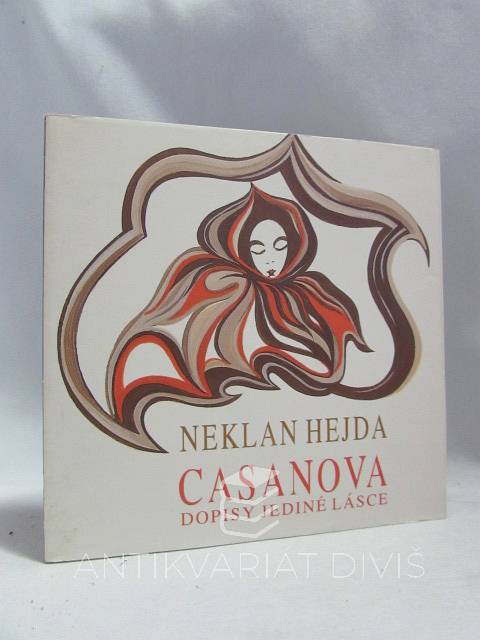 NEKLAN HEJDA
CASANOVA
DOPISY JEDINÉ LÁSCE
ANTIKVARIÁT DIVIŠ